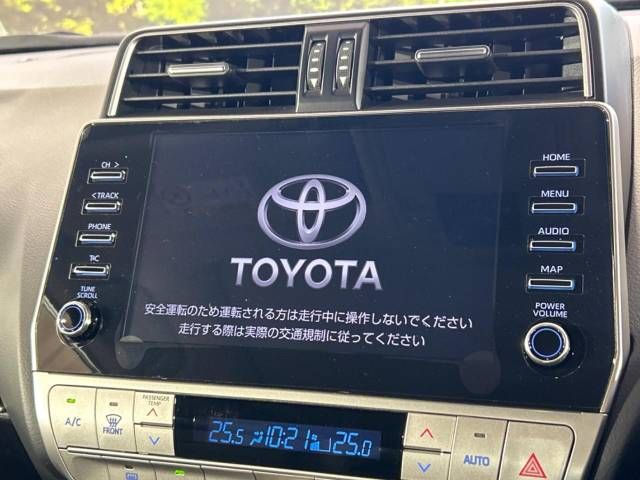 CH >
< TRACK
PHONE
T&C
TUNE
SCROLL
TOYOTA
安全運転のため運転される方は走行中に操作しないでください
走行する際は実際の交通規制に従ってください
HOME
MENU
AUDIO
MAP
POWER
VOLUME
A/C
FRONT
PASSENGER
TEMP
25.5 10:21 25.0
AUTO